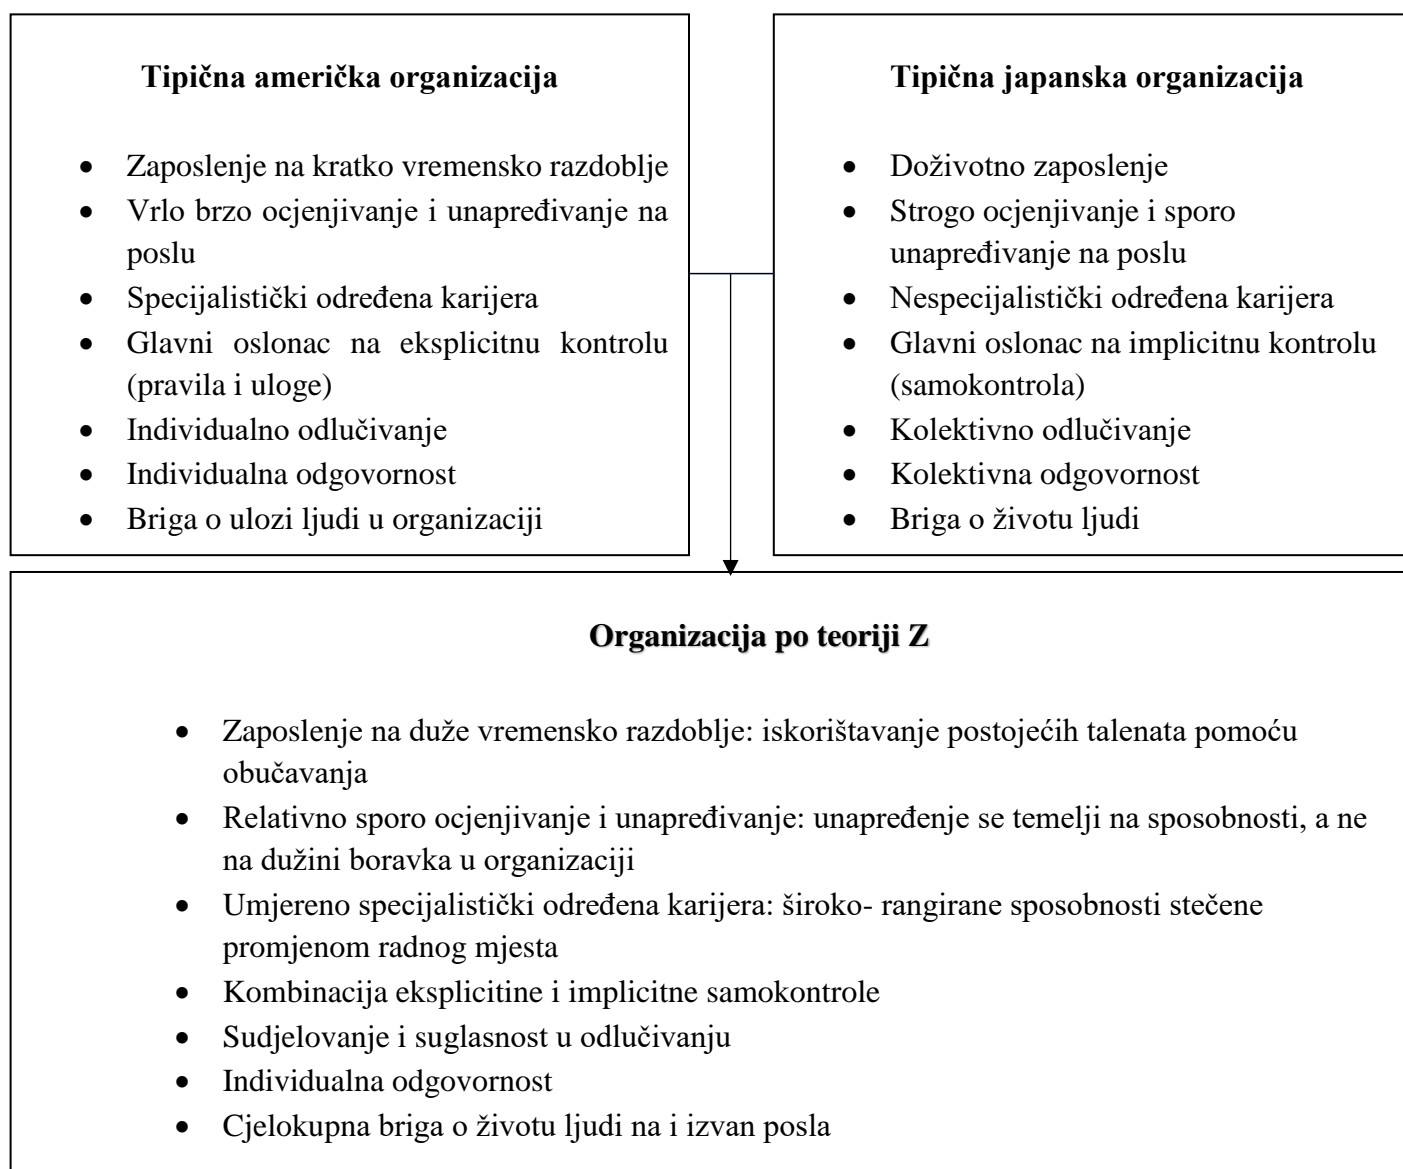 Tipična američka organizacija
• Zaposlenje na kratko vremensko razdoblje
• Vrlo brzo ocjenjivanje i unapređivanje na
poslu
• Specijalistički određena karijera
• Glavni oslonac na eksplicitnu kontrolu
(pravila i uloge)
• Individualno odlučivanje
• Individualna odgovornost
• Briga o ulozi ljudi u organizaciji
Tipična japanska organizacija
• Doživotno zaposlenje
• Strogo ocjenjivanje i sporo
unapređivanje na poslu
• Nespecijalistički određena karijera
• Glavni oslonac na implicitnu kontrolu
(samokontrola)
• Kolektivno odlučivanje
• Kolektivna odgovornost
• Briga o životu ljudi
Organizacija po teoriji Z
• Zaposlenje na duže vremensko razdoblje: iskorištavanje postojećih talenata pomoću
obučavanja
• Relativno sporo ocjenjivanje i unapređivanje: unapređenje se temelji na sposobnosti, a ne
na dužini boravka u organizaciji
• Umjereno specijalistički određena karijera: široko- rangirane sposobnosti stečene
promjenom radnog mjesta
• Kombinacija eksplicitine i implicitne samokontrole
• Sudjelovanje i suglasnost u odlučivanju
• Individualna odgovornost
• Cjelokupna briga o životu ljudi na i izvan posla